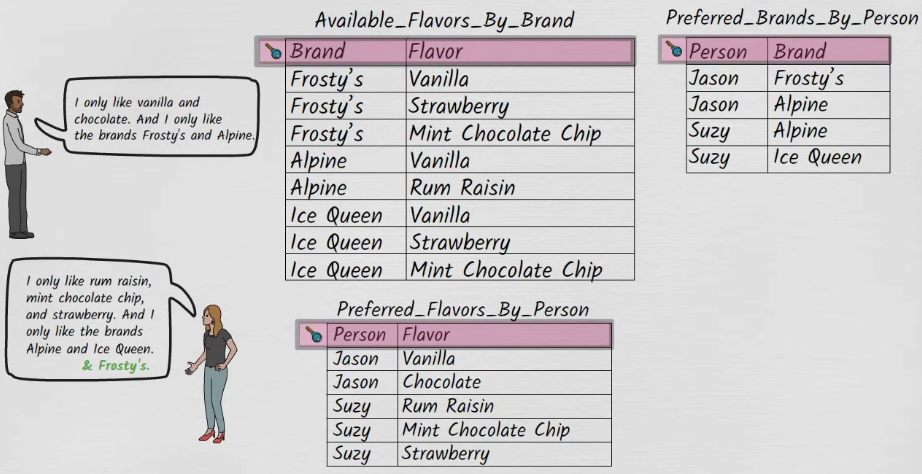 Available_Flavors_By_Brand
Brand Flavor
Frosty's Vanilla
Frosty's Strawberry
Frosty's Mint Chocolate Chip
Alpine Vanilla
Alpine Rum Raisin
Ice Queen Vanilla
Ice Queen Strawberry
Ice Queen Mint Chocolate Chip
Preferred_Brands_By_Person
Person Brand
Jason Frosty's
Jason Alpine
Suzy Alpine
Suzy Ice Queen
I only like vanilla and
chocolate. And I only like
the brands Frosty's and Alpine.
I only like rum raisin,
mint chocolate chip,
and strawberry. And I
only like the brands
Alpine and Ice Queen.
& Frosty's.
Preferred_Flavors_By_Person
Person Flavor
Jason Vanilla
Jason Chocolate
Suzy Rum Raisin
Suzy Mint Chocolate Chip
Suzy Strawberry